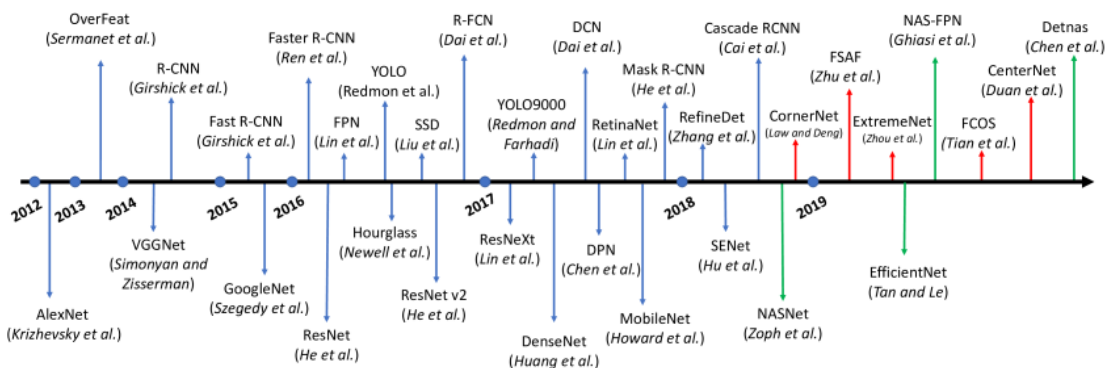 OverFeat
(Sermanet et al.)
R-CNN
(Girshick et al.)
Fast R-CNN
(Girshick et al.)
Faster R-CNN
(Ren et al.)
FPN
(Lin et al.)
YOLO
(Redmon et al.)
SSD
(Liu et al.)
R-FCN
(Dai et al.)
YOLO9000
(Redmon and
Farhadi)
DCN
(Dai et al.)
RetinaNet
(Lin et al.)
Mask R-CNN
(He et al.)
RefineDet
(Zhang et al.)
Cascade RCNN
(Cai et al.)
CornerNet
(Law and Deng)
FSAF
(Zhu et al.)
ExtremeNet
(Zhou et al.)
NAS-FPN
(Ghiasi et al.)
FCOS
(Tian et al.)
CenterNet
(Duan et al.)
Detnas
(Chen et al.)
2012
2013
2014
2015
2016
2017
2018
2019
AlexNet
(Krizhevsky et al.)
VGGNet
(Simonyan and
Zisserman)
GoogleNet
(Szegedy et al.)
ResNet
(He et al.)
Hourglass
(Newell et al.)
ResNet v2
(He et al.)
ResNeXt
(Lin et al.)
DenseNet
(Huang et al.)
DPN
(Chen et al.)
MobileNet
(Howard et al.)
SENet
(Hu et al.)
NASNet
(Zoph et al.)
EfficientNet
(Tan and Le)